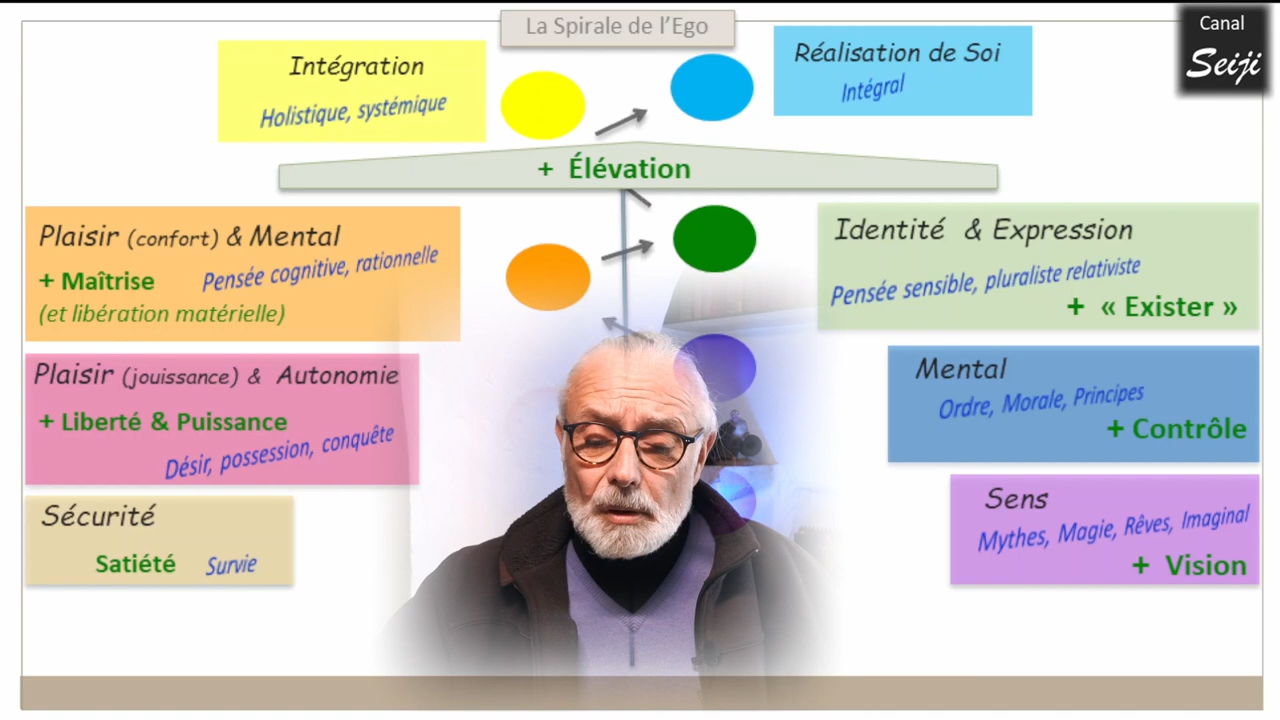 La Spirale de l'Ego
Canal
Seiji
Intégration
Holistique, systémique
Réalisation de Soi
Intégral
+ Élévation
Plaisir (confort) & Mental
+ Maîtrise Pensée cognitive, rationnelle
(et libération matérielle)
Identité & Expression
Pensée sensible, pluraliste relativiste
+ « Exister »
Plaisir (jouissance) & Autonomie
+ Liberté & Puissance
Désir, possession, conquête
Mental
Ordre, Morale, Principes
+ Contrôle
Sécurité
Satiété Survie
Sens
Mythes, Magie, Rêves, Imaginal
+ Vision